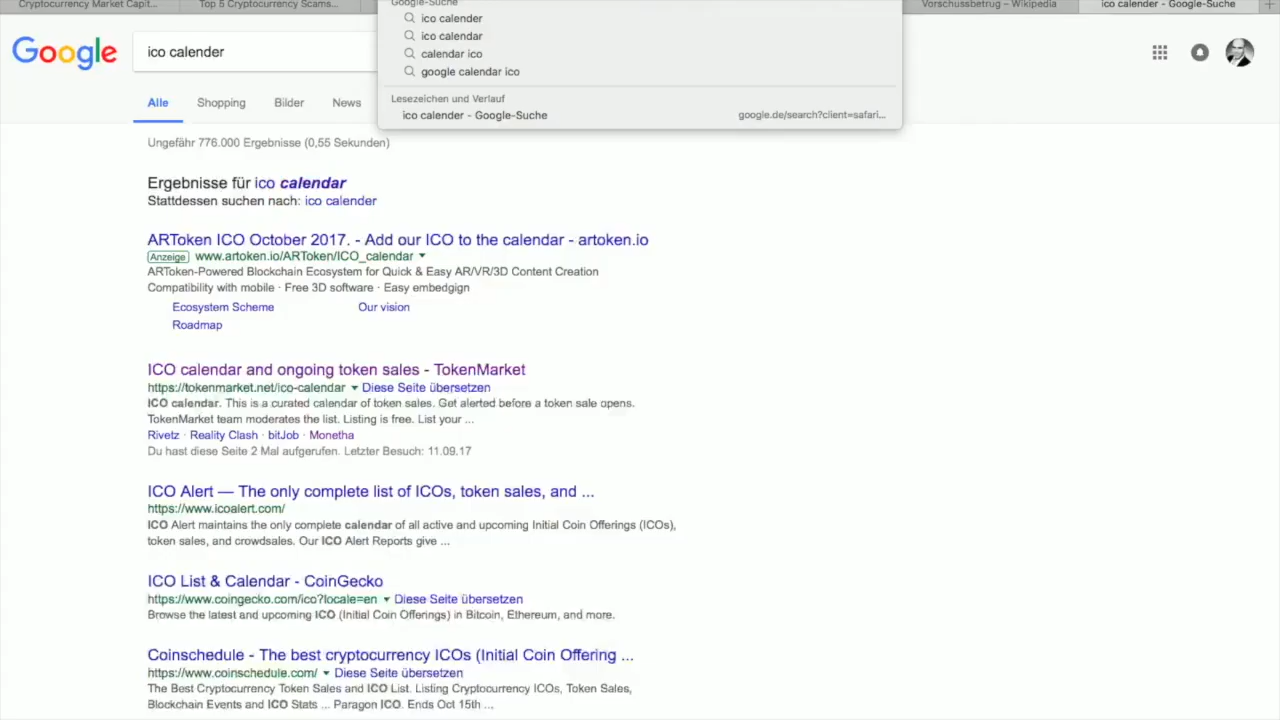 Cryptocurrency Market Capit...
Top 5 Cryptocurrency Scams...
Vorschussbetrug – Wikipedia
ico calender - Google-Suche
Google-Suche
ico calender
ico calendar
calendar ico
google calendar ico
Lesezeichen und Verlauf
ico calender - Google-Suche
google.de/search?client=safari...
Google
ico calender
Alle
Shopping
Bilder
News
Ungefähr 776.000 Ergebnisse (0,55 Sekunden)
Ergebnisse für ico calendar
Stattdessen suchen nach: ico calender
ARToken ICO October 2017. - Add our ICO to the calendar - artoken.io
Anzeige www.artoken.io/ARToken/ICO_calendar
ARToken-Powered Blockchain Ecosystem for Quick & Easy AR/VR/3D Content Creation
Compatibility with mobile · Free 3D software · Easy embedgign
Ecosystem Scheme
Our vision
Roadmap
ICO calendar and ongoing token sales - TokenMarket
https://tokenmarket.net/ico-calendar Diese Seite übersetzen
ICO calendar. This is a curated calendar of token sales. Get alerted before a token sale opens.
TokenMarket team moderates the list. Listing is free. List your ...
Rivetz · Reality Clash · bitJob · Monetha
Du hast diese Seite 2 Mal aufgerufen. Letzter Besuch: 11.09.17
ICO Alert — The only complete list of ICOs, token sales, and ...
https://www.icoalert.com/
ICO Alert maintains the only complete calendar of all active and upcoming Initial Coin Offerings (ICOs),
token sales, and crowdsales. Our ICO Alert Reports give ...
ICO List & Calendar - CoinGecko
https://www.coingecko.com/ico?locale=en Diese Seite übersetzen
Browse the latest and upcoming ICO (Initial Coin Offerings) in Bitcoin, Ethereum, and more.
Coinschedule - The best cryptocurrency ICOs (Initial Coin Offering ...
https://www.coinschedule.com/ Diese Seite übersetzen
The Best Cryptocurrency Token Sales and ICO List. Listing Cryptocurrency ICOs, Token Sales,
Blockchain Events and ICO Stats ... Paragon ICO. Ends Oct 15th ...